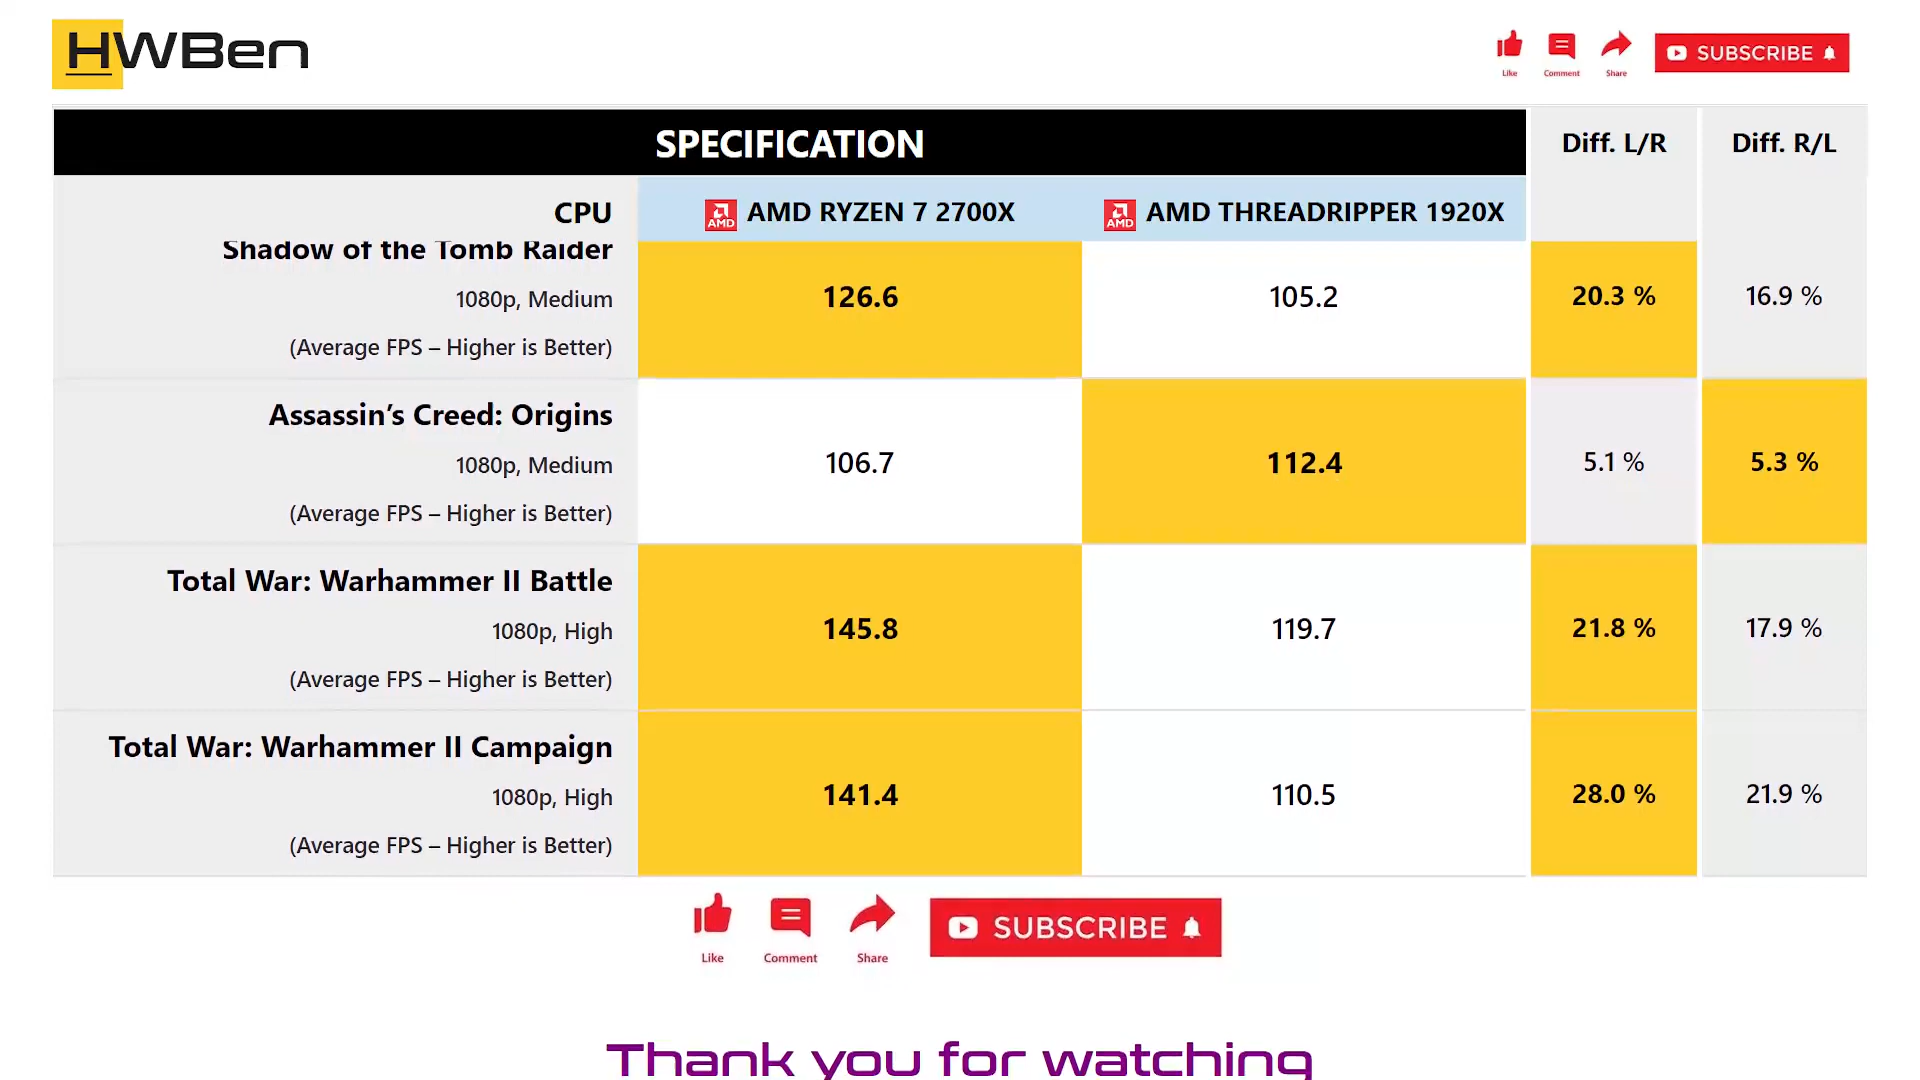 HWBen
Like Comment Share SUBSCRIBE
SPECIFICATION Diff. L/R Diff. R/L
CPU AMD AMD RYZEN 7 2700X AMD AMD THREADRIPPER 1920X
Shadow of the Tomb Raider
1080p, Medium 126.6 105.2 20.3 % 16.9 %
(Average FPS – Higher is Better)
Assassin’s Creed: Origins
1080p, Medium 106.7 112.4 5.1 % 5.3 %
(Average FPS – Higher is Better)
Total War: Warhammer II Battle
1080p, High 145.8 119.7 21.8 % 17.9 %
(Average FPS – Higher is Better)
Total War: Warhammer II Campaign
1080p, High 141.4 110.5 28.0 % 21.9 %
(Average FPS – Higher is Better)
Like Comment Share SUBSCRIBE
Thank you for watching